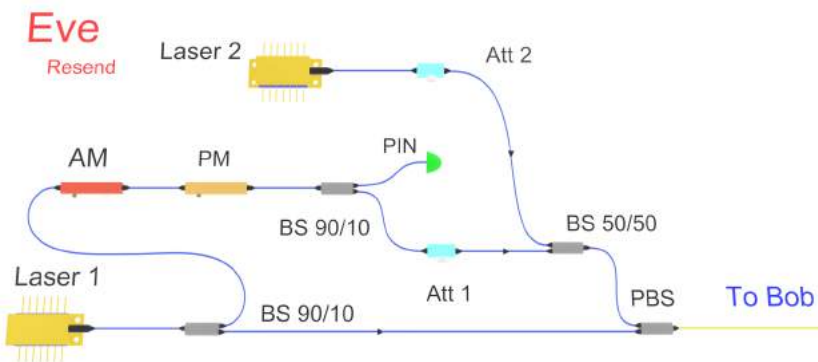 Eve
Resend
Laser 2
Att 2
AM
PM
PIN
BS 90/10
BS 50/50
Att 1
Laser 1
BS 90/10
PBS
To Bob